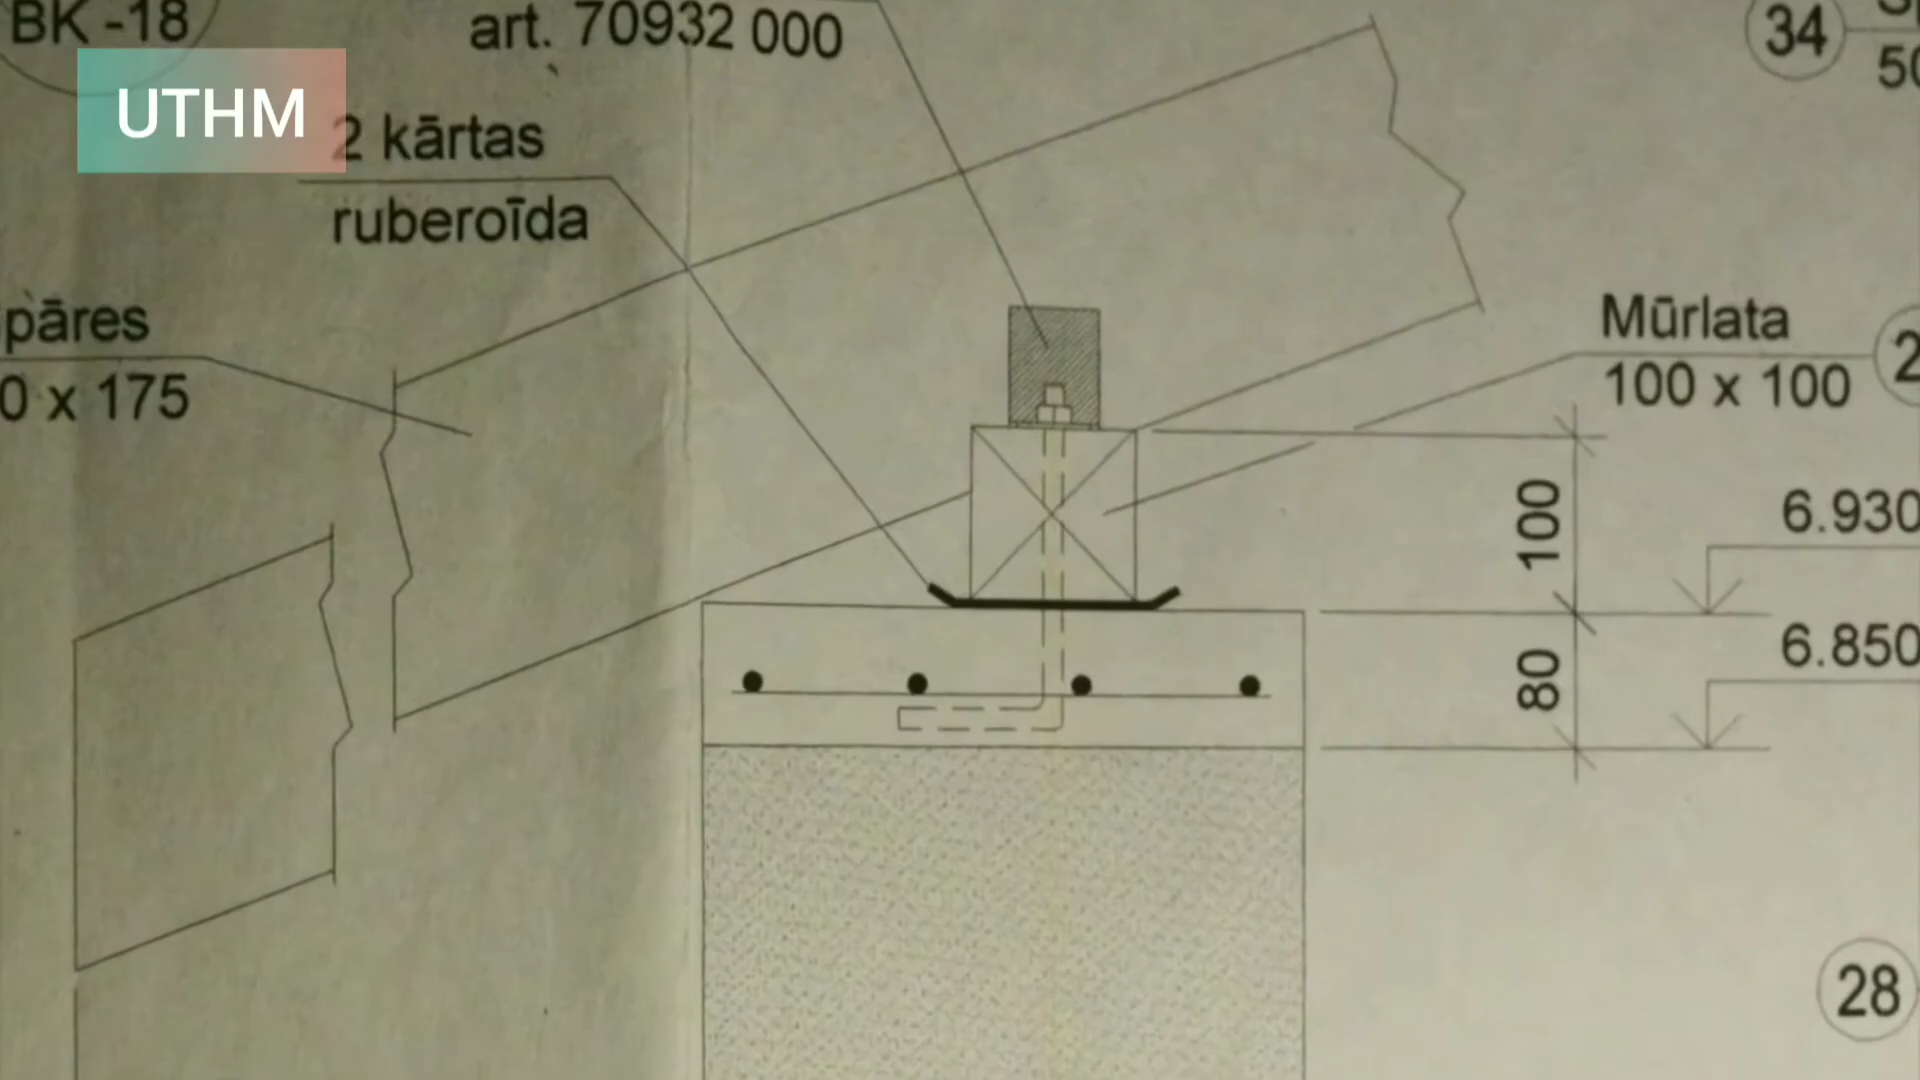 BK -18
art. 70932 000
34
UTHM
2 kārtas
ruberoīda
pāres
0 x 175
Mūrlata
100 x 100
2
100
80
6.930
6.850
28